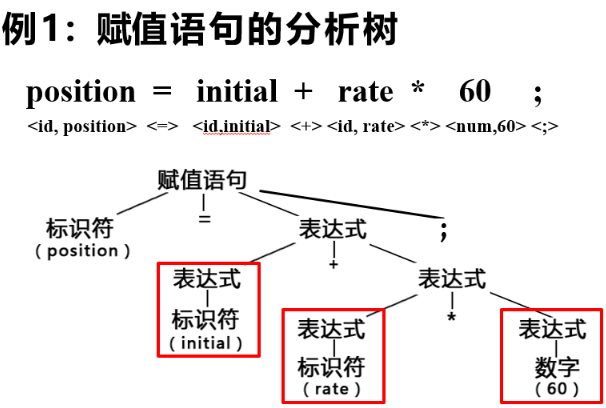 例1：赋值语句的分析树
position = initial + rate * 60 ;
<id, position> <=> <id,initial> <+> <id, rate> <*> <num,60> <;>
赋值语句
标识符 = 表达式 ;
(position)
表达式 + 表达式
标识符 表达式 * 表达式
(initial)
标识符 数字
(rate) (60)